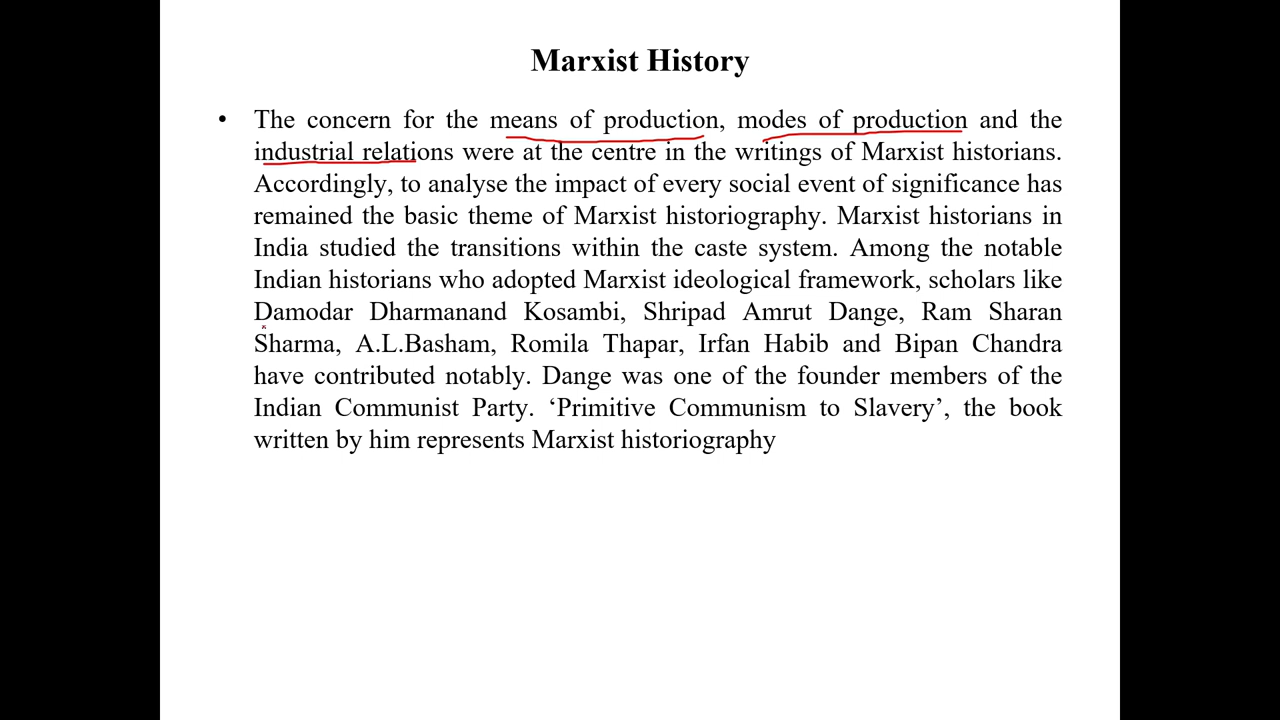 Marxist History
• The concern for the means of production, modes of production and the
industrial relations were at the centre in the writings of Marxist historians.
Accordingly, to analyse the impact of every social event of significance has
remained the basic theme of Marxist historiography. Marxist historians in
India studied the transitions within the caste system. Among the notable
Indian historians who adopted Marxist ideological framework, scholars like
Damodar Dharmanand Kosambi, Shripad Amrut Dange, Ram Sharan
Sharma, A.L.Basham, Romila Thapar, Irfan Habib and Bipan Chandra
have contributed notably. Dange was one of the founder members of the
Indian Communist Party. ‘Primitive Communism to Slavery’, the book
written by him represents Marxist historiography